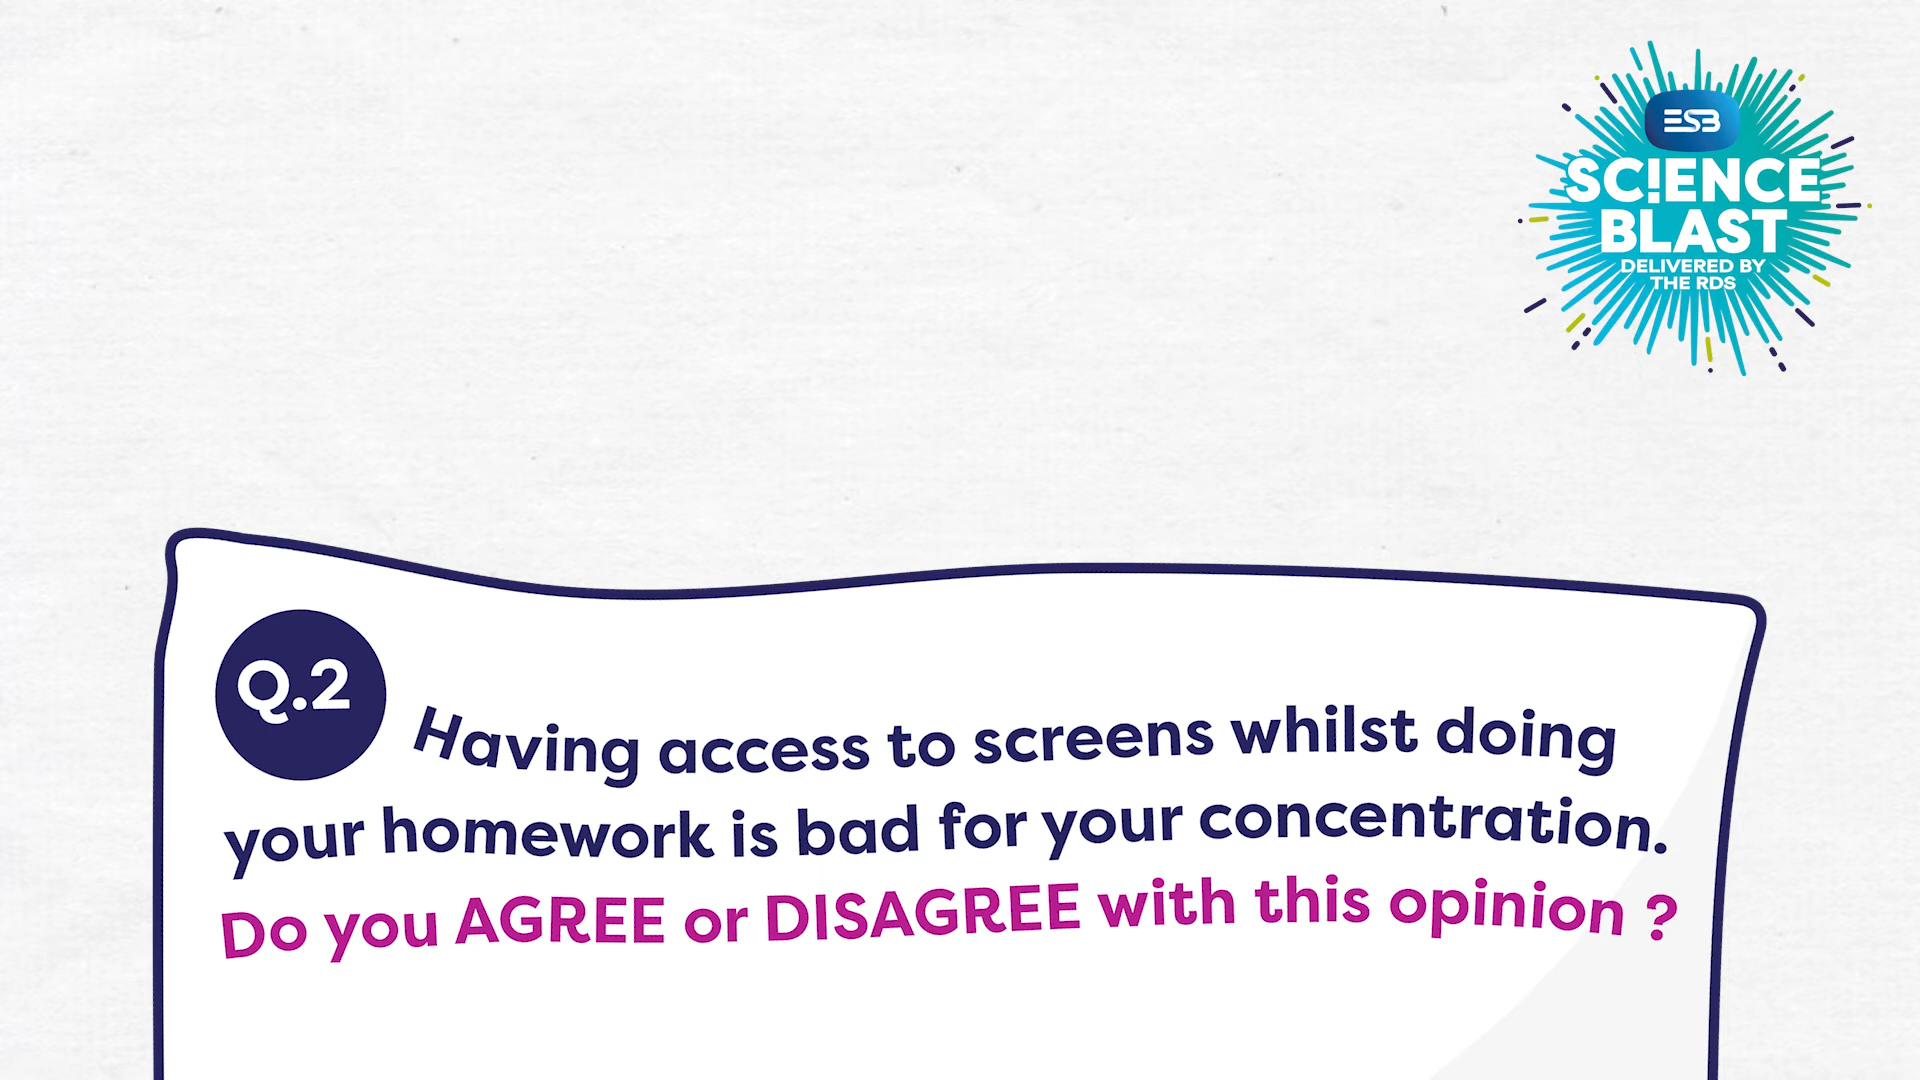 ESB
SCIENCE
BLAST
DELIVERED BY
THE RDS
Q.2
Having access to screens whilst doing
your homework is bad for your concentration.
Do you AGREE or DISAGREE with this opinion ?